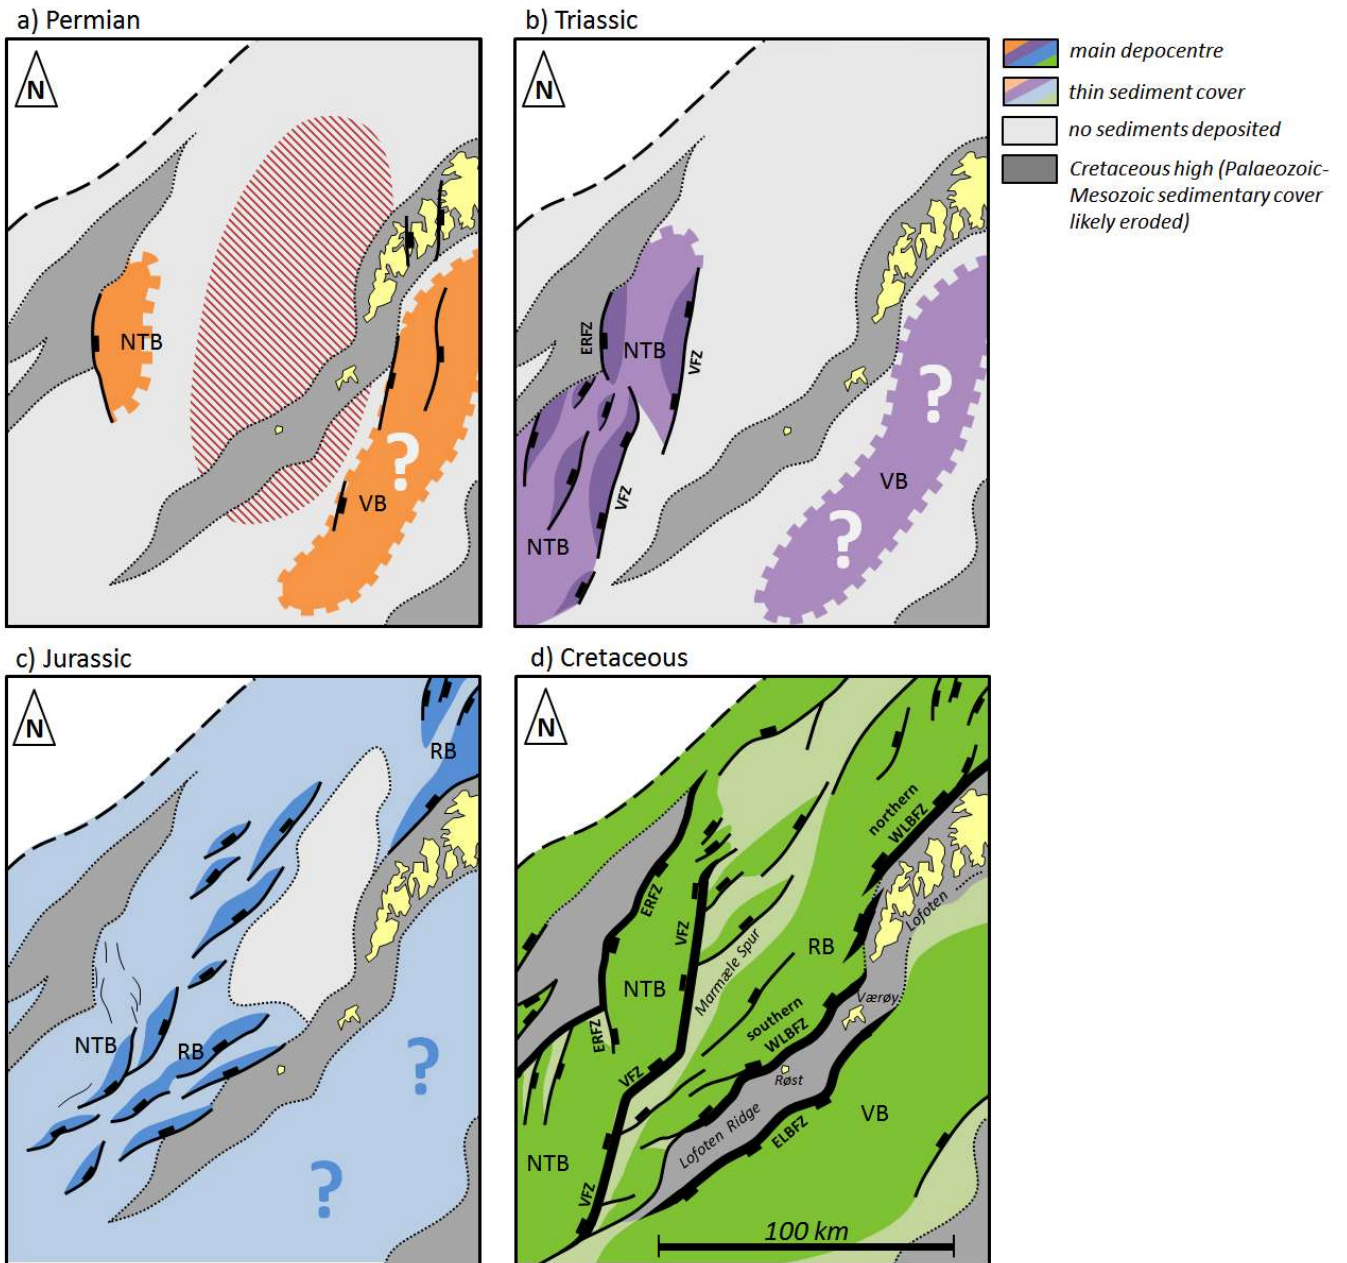 a) Permian
N
NTB
?
VB
b) Triassic
N
ERFZ
NTB
VFZ
VFZ
NTB
?
VB
?
main depocentre
thin sediment cover
no sediments deposited
Cretaceous high (Palaeozoic-
Mesozoic sedimentary cover
likely eroded)
c) Jurassic
N
RB
NTB
RB
?
?
d) Cretaceous
N
northern
WLBFZ
ERFZ
VFZ
Lofoten
RB
Marmæle Spur
NTB
Værøy
southern
WLBFZ
ERFZ
VFZ
Røst
VB
Lofoten Ridge
ELBFZ
NTB
VFZ
100 km